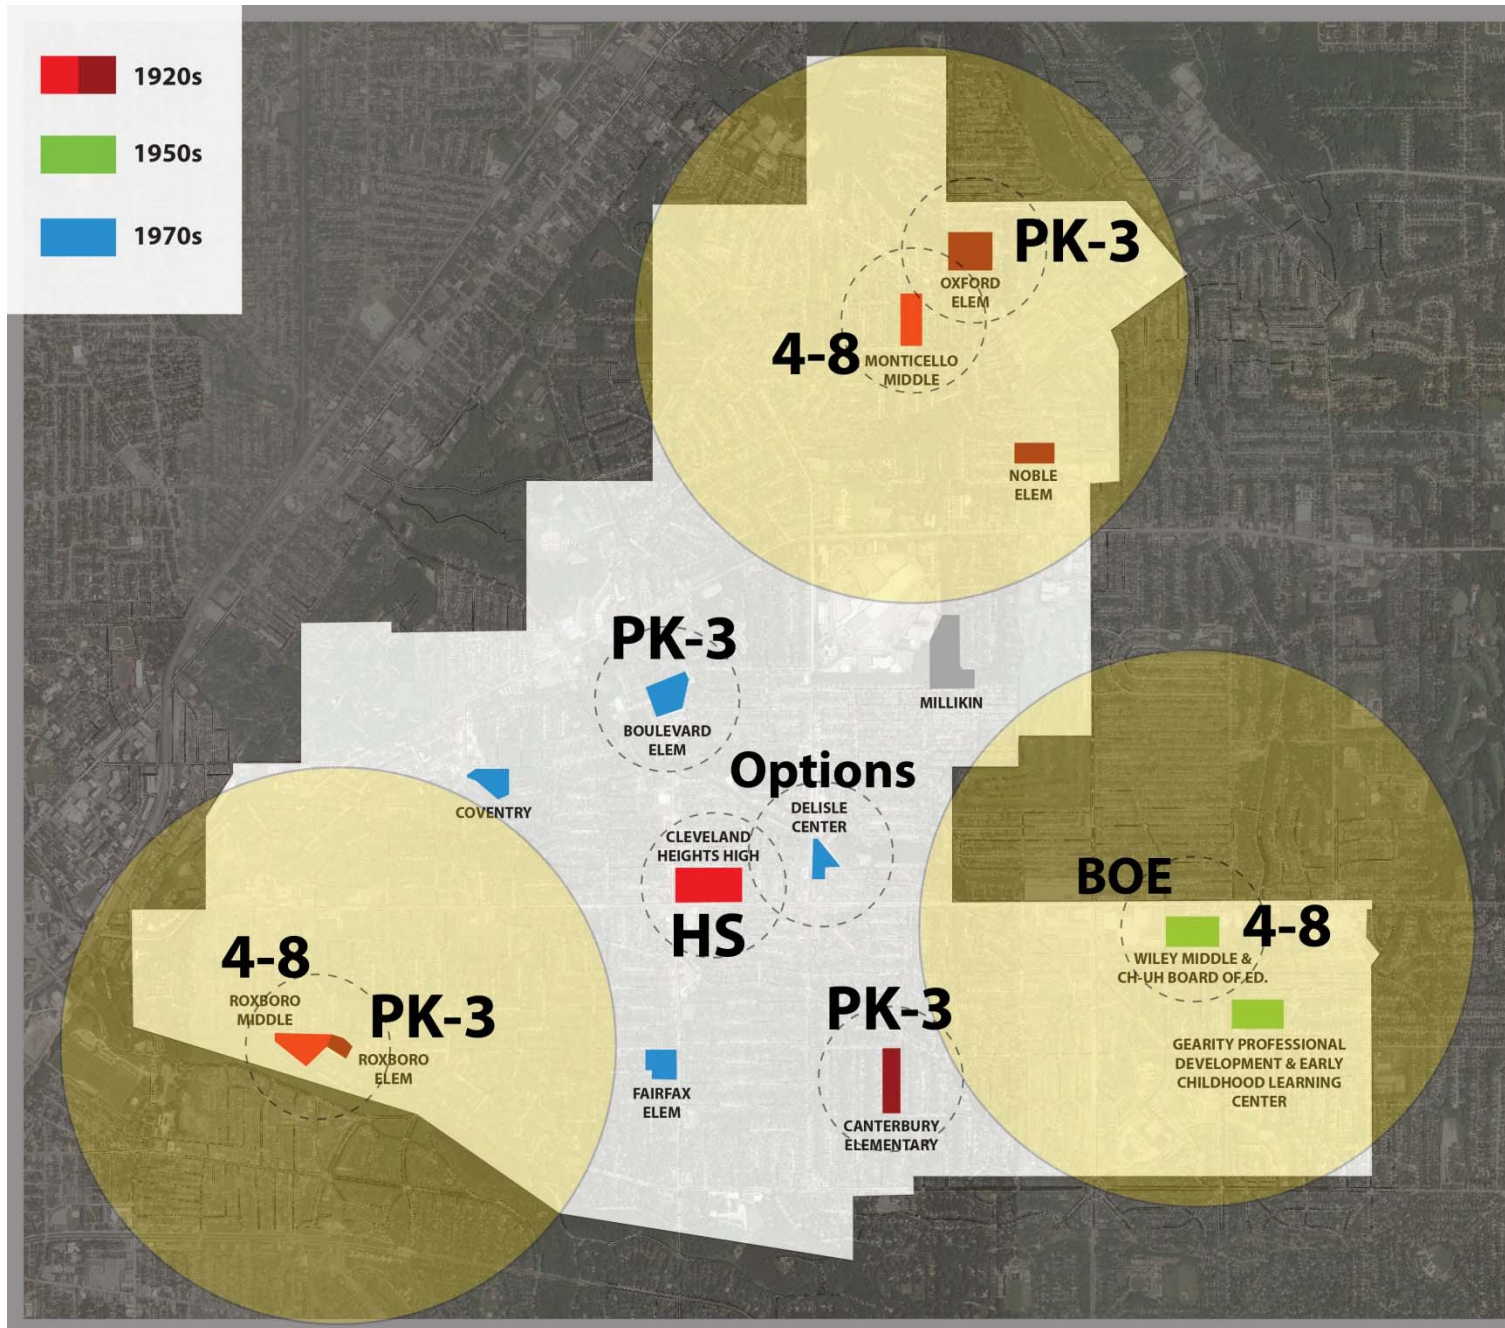 1920s
1950s
1970s
PK-3
OXFORD
ELEM
4-8
MONTICELLO
MIDDLE
NOBLE
ELEM
PK-3
BOULEVARD
ELEM
MILLIKIN
COVENTRY
Options
DELISLE
CENTER
CLEVELAND
HEIGHTS HIGH
HS
BOE
4-8
WILEY MIDDLE &
CH-UH BOARD OF ED.
GEARITY PROFESSIONAL
DEVELOPMENT & EARLY
CHILDHOOD LEARNING
CENTER
4-8
ROXBORO
MIDDLE
PK-3
ROXBORO
ELEM
FAIRFAX
ELEM
PK-3
CANTERBURY
ELEMENTARY